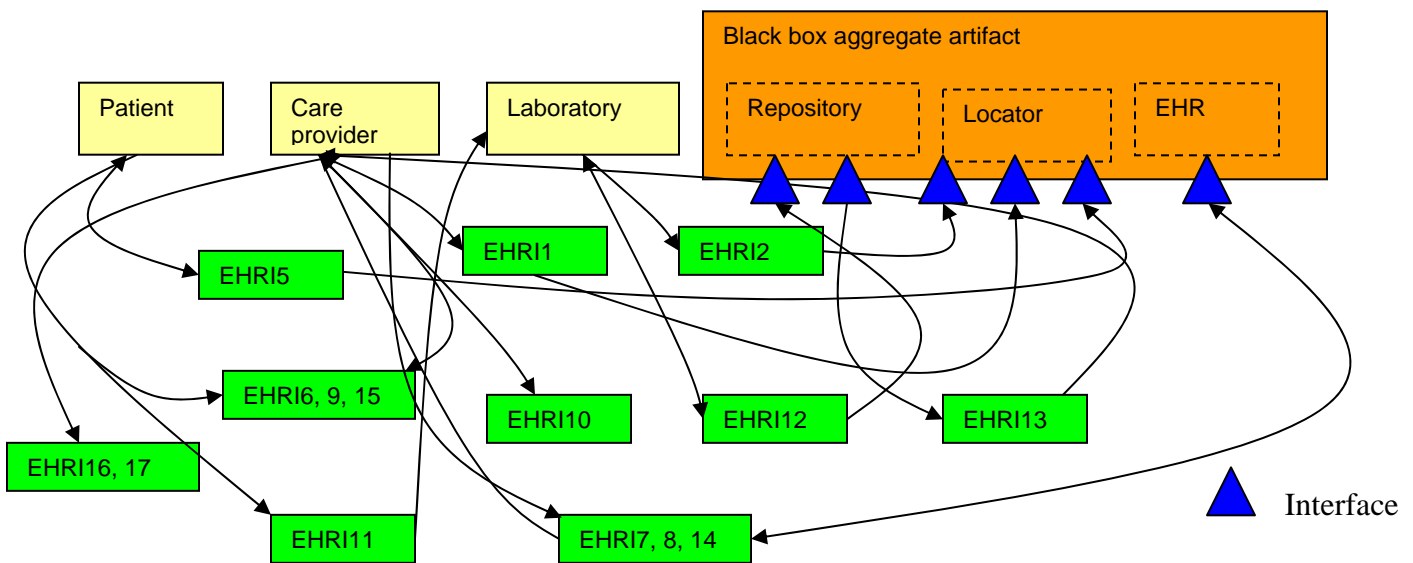 Black box aggregate artifact
Patient
Care
provider
Laboratory
Repository
Locator
EHR
EHRI1
EHRI2
EHRI5
EHRI6, 9, 15
EHRI10
EHRI12
EHRI13
EHRI16, 17
EHRI11
EHRI7, 8, 14
Interface